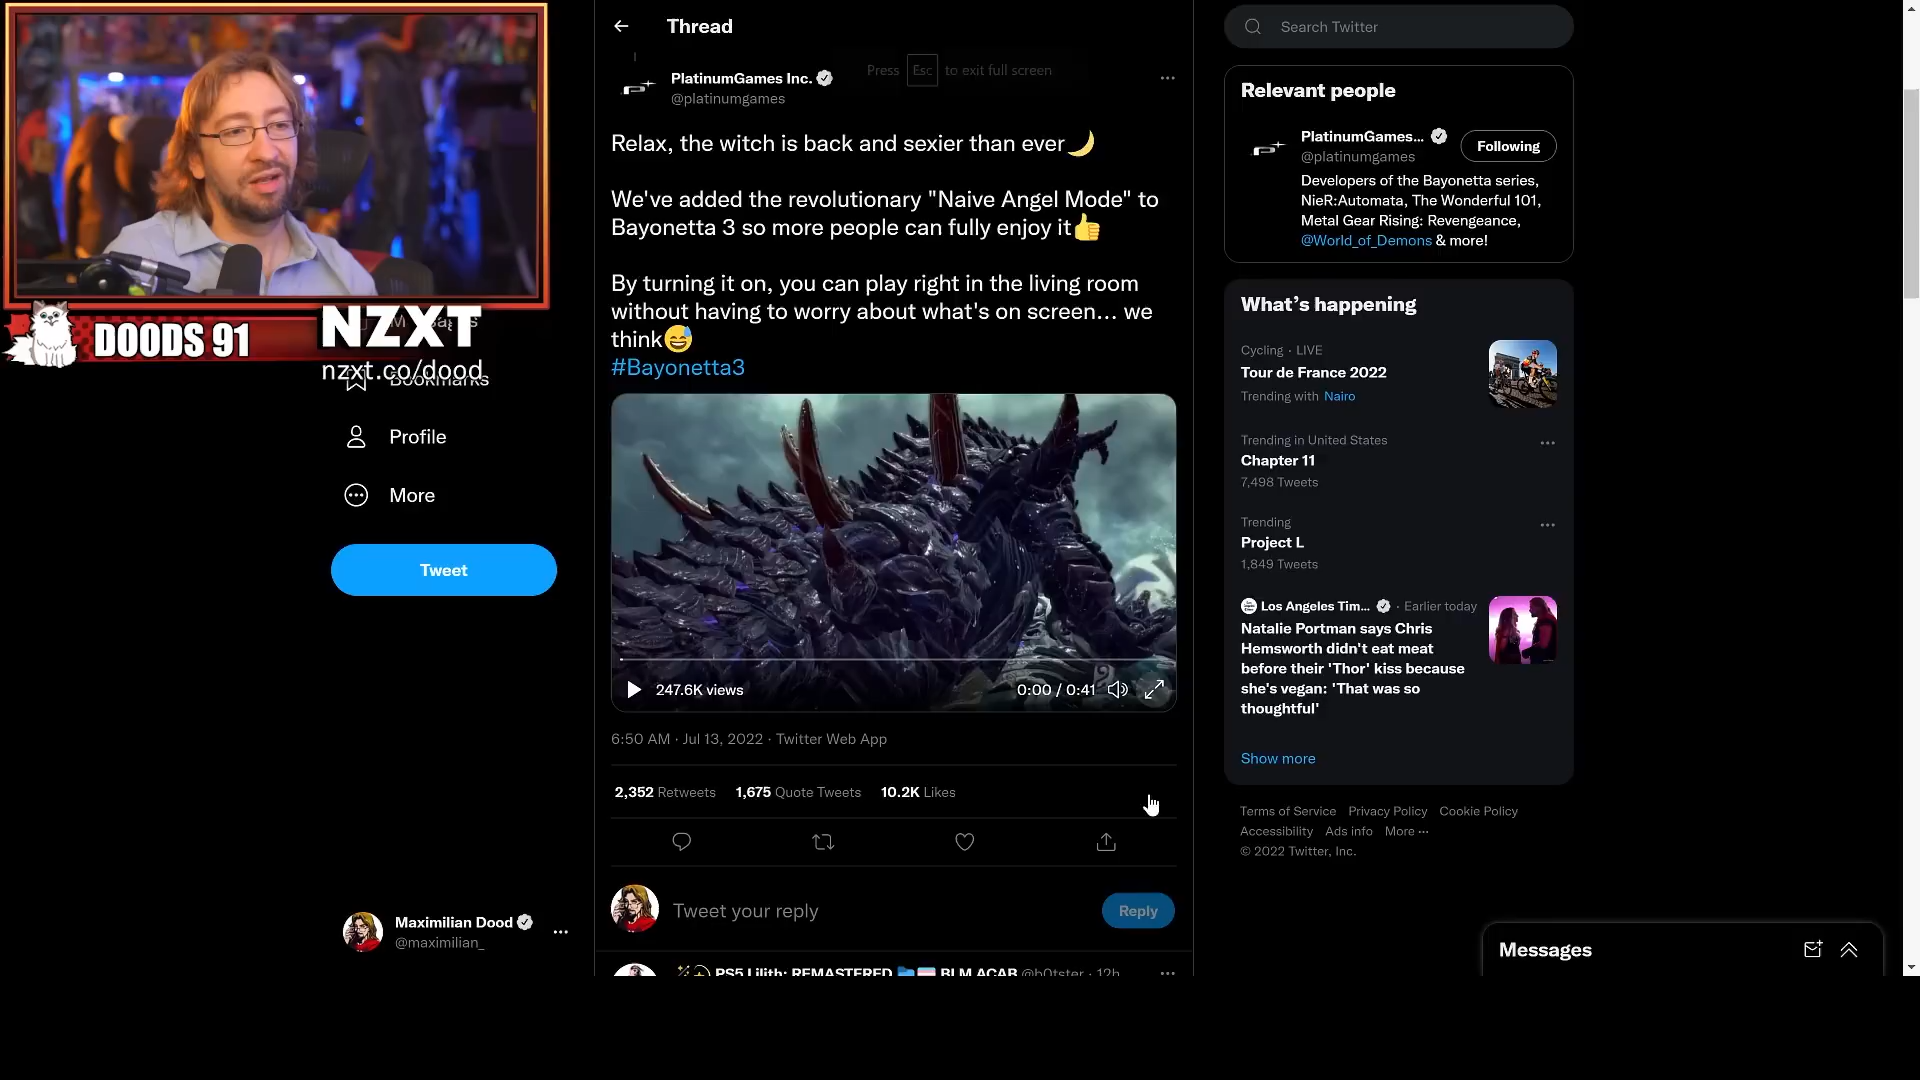 Thread
Press Esc to exit full screen
PlatinumGames Inc.
@platinumgames
Relax, the witch is back and sexier than ever🌙
We've added the revolutionary "Naive Angel Mode" to
Bayonetta 3 so more people can fully enjoy it👍
By turning it on, you can play right in the living room
without having to worry about what's on screen... we
think😅
#Bayonetta3
247.6K views
0:00 / 0:41
6:50 AM · Jul 13, 2022 · Twitter Web App
2,352 Retweets 1,675 Quote Tweets 10.2K Likes
Tweet your reply
Reply
PS5 Lilith: REMASTERED BLM ACAB @b0tster · 12h
DOODS 91
NZXT
nzxt.co/dood
Bookmarks
Profile
More
Tweet
Maximilian Dood
@maximilian_
Search Twitter
Relevant people
PlatinumGames...
@platinumgames
Following
Developers of the Bayonetta series,
NieR:Automata, The Wonderful 101,
Metal Gear Rising: Revengeance,
@World_of_Demons & more!
What's happening
Cycling · LIVE
Tour de France 2022
Trending with Nairo
Trending in United States
Chapter 11
7,498 Tweets
Trending
Project L
1,849 Tweets
Los Angeles Tim... · Earlier today
Natalie Portman says Chris
Hemsworth didn't eat meat
before their 'Thor' kiss because
she's vegan: 'That was so
thoughtful'
Show more
Terms of Service Privacy Policy Cookie Policy
Accessibility Ads info More ···
© 2022 Twitter, Inc.
Messages